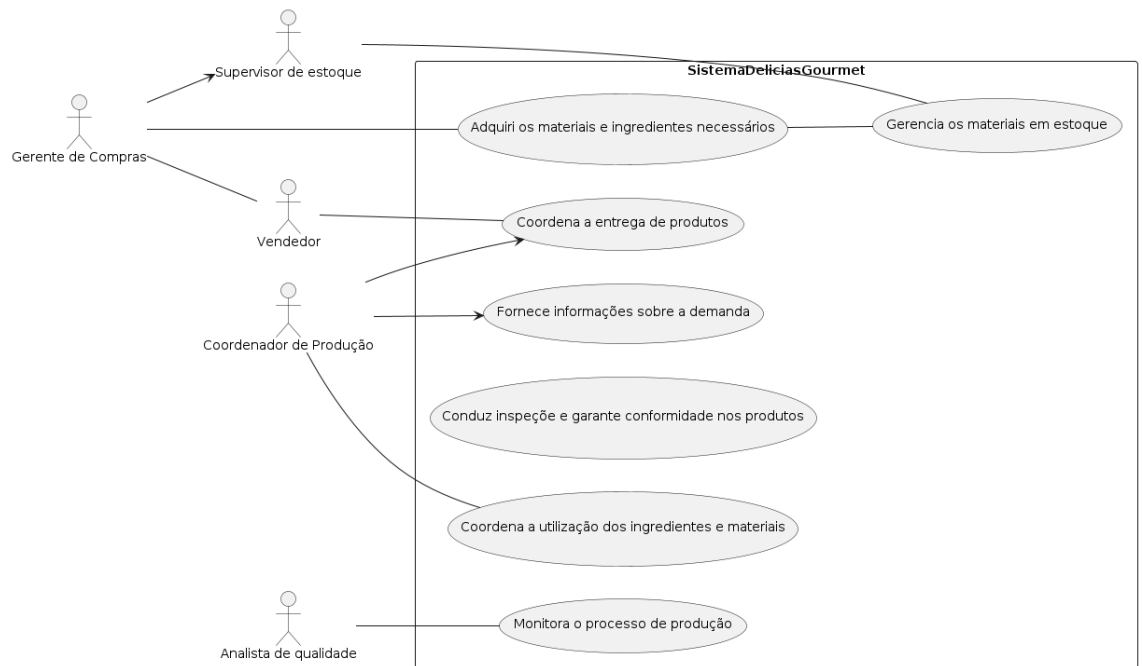 Supervisor de estoque
SistemaDeliciasGourmet
Gerente de Compras
Adquiri os materiais e ingredientes necessários
Gerencia os materiais em estoque
Vendedor
Coordena a entrega de produtos
Coordenador de Produção
Fornece informações sobre a demanda
Conduz inspeçõe e garante conformidade nos produtos
Coordena a utilização dos ingredientes e materiais
Analista de qualidade
Monitora o processo de produção